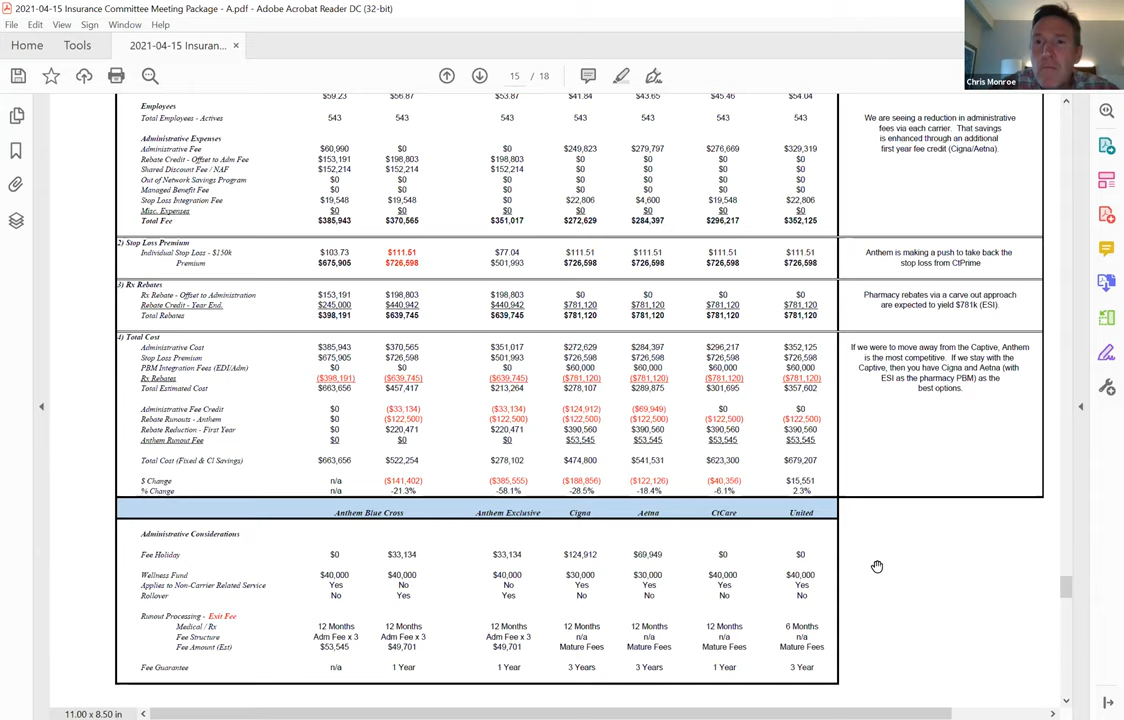 2021-04-15 Insurance Committee Meeting Package - A.pdf - Adobe Acrobat Reader DC (32-bit)
File Edit View Sign Window Help
Home Tools 2021-04-15 Insuran... ×
15 / 18
Chris Monroe
$59.23 $56.87 $53.87 $41.84 $43.65 $45.46 $54.04
Employees
Total Employees - Actives 543 543 543 543 543 543 543
Administrative Expenses
Administrative Fee $60,990 $0 $0 $249,823 $279,797 $276,669 $329,319
Rebate Credit - Offset to Adm Fee $153,191 $198,803 $198,803 $0 $0 $0 $0
Shared Discount Fee / NAF $152,214 $152,214 $152,214 $0 $0 $0 $0
Out of Network Savings Program $0 $0 $0 $0 $0 $0 $0
Managed Benefit Fee $0 $0 $0 $0 $0 $0 $0
Stop Loss Integration Fee $19,548 $19,548 $0 $22,806 $4,600 $19,548 $22,806
Misc. Expenses $0 $0 $0 $0 $0 $0 $0
Total Fee $385,943 $370,565 $351,017 $272,629 $284,397 $296,217 $352,125
We are seeing a reduction in administrative
fees via each carrier. That savings
is enhanced through an additional
first year fee credit (Cigna/Aetna).
2) Stop Loss Premium
Individual Stop Loss - $150k $103.73 $111.51 $77.04 $111.51 $111.51 $111.51 $111.51
Premium $675,905 $726,598 $501,993 $726,598 $726,598 $726,598 $726,598
Anthem is making a push to take back the
stop loss from CtPrime
3) Rx Rebates
Rx Rebate - Offset to Administration $153,191 $198,803 $198,803 $0 $0 $0 $0
Rebate Credit - Year End. $245,000 $440,942 $440,942 $781,120 $781,120 $781,120 $781,120
Total Rebates $398,191 $639,745 $639,745 $781,120 $781,120 $781,120 $781,120
Pharmacy rebates via a carve out approach
are expected to yield $781k (ESI).
4) Total Cost
Administrative Cost $385,943 $370,565 $351,017 $272,629 $284,397 $296,217 $352,125
Stop Loss Premium $675,905 $726,598 $501,993 $726,598 $726,598 $726,598 $726,598
PBM Integration Fees (EDI/Adm) $0 $0 $0 $60,000 $60,000 $60,000 $60,000
Rx Rebates ($398,191) ($639,745) ($639,745) ($781,120) ($781,120) ($781,120) ($781,120)
Total Estimated Cost $663,656 $457,417 $213,264 $278,107 $289,875 $301,695 $357,602
If we were to move away from the Captive, Anthem
is the most competitive. If we stay with the
Captive, then you have Cigna and Aetna (with
ESI as the pharmacy PBM) as the
best options.
Administrative Fee Credit $0 ($33,134) ($33,134) ($124,912) ($69,949) $0 $0
Rebate Runouts - Anthem $0 ($122,500) ($122,500) ($122,500) ($122,500) ($122,500) ($122,500)
Rebate Reduction - First Year $0 $220,471 $220,471 $390,560 $390,560 $390,560 $390,560
Anthem Runout Fee $0 $0 $0 $53,545 $53,545 $53,545 $53,545
Total Cost (Fixed & Cl Savings) $663,656 $522,254 $278,102 $474,800 $541,531 $623,300 $679,207
$ Change n/a ($141,402) ($385,555) ($188,856) ($122,126) ($40,356) $15,551
% Change n/a -21.3% -58.1% -28.5% -18.4% -6.1% 2.3%
Anthem Blue Cross Anthem Exclusive Cigna Aetna CtCare United
Administrative Considerations
Fee Holiday $0 $33,134 $33,134 $124,912 $69,949 $0 $0
Wellness Fund $40,000 $40,000 $40,000 $30,000 $30,000 $40,000 $40,000
Applies to Non-Carrier Related Service Yes No No Yes Yes Yes Yes
Rollover No Yes Yes No No No No
Runout Processing - Exit Fee
Medical / Rx 12 Months 12 Months 12 Months 12 Months 12 Months 12 Months 6 Months
Fee Structure Adm Fee x 3 Adm Fee x 3 Adm Fee x 3 n/a n/a n/a n/a
Fee Amount (Est) $53,545 $49,701 $49,701 Mature Fees Mature Fees Mature Fees Mature Fees
Fee Guarantee n/a 1 Year 1 Year 3 Years 3 Years 1 Year 3 Year
11.00 x 8.50 in